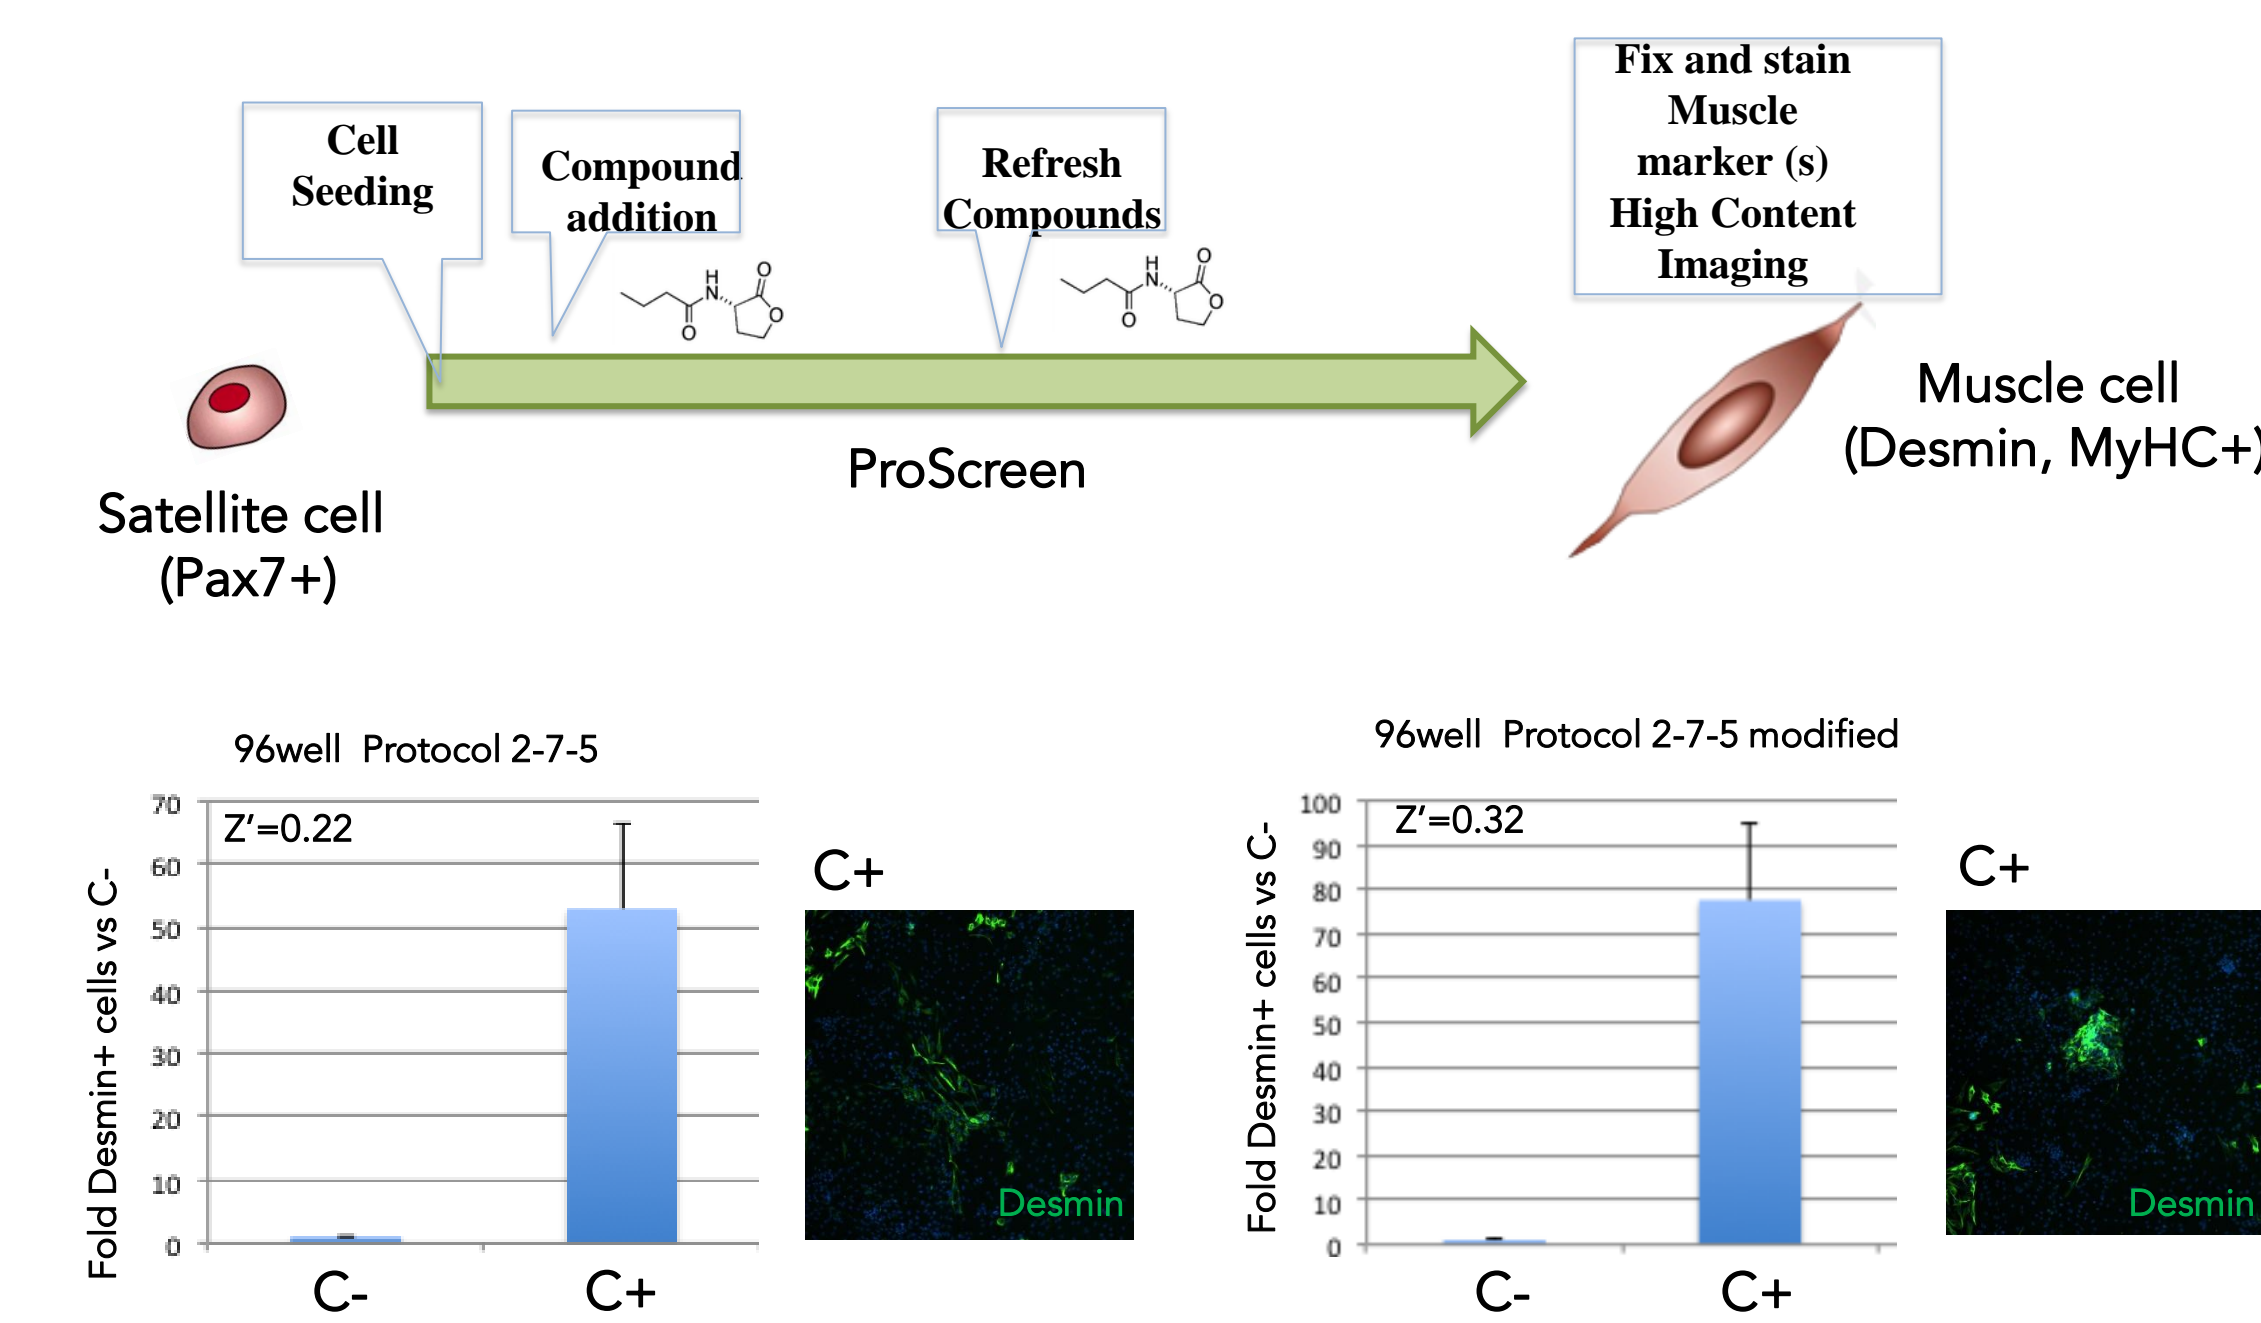 Cell
Seeding
Compound
addition
Refresh
Compounds
Fix and stain
Muscle
marker (s)
High Content
Imaging
H
N
O
O
O
H
N
O
O
O
Satellite cell
(Pax7+)
ProScreen
Muscle cell
(Desmin, MyHC+)
96well Protocol 2-7-5
Z’=0.22
Fold Desmin+ cells vs C-
70
60
50
40
30
20
10
0
C-
C+
C+
Desmin
96well Protocol 2-7-5 modified
Z’=0.32
Fold Desmin+ cells vs C-
100
90
80
70
60
50
40
30
20
10
0
C-
C+
C+
Desmin